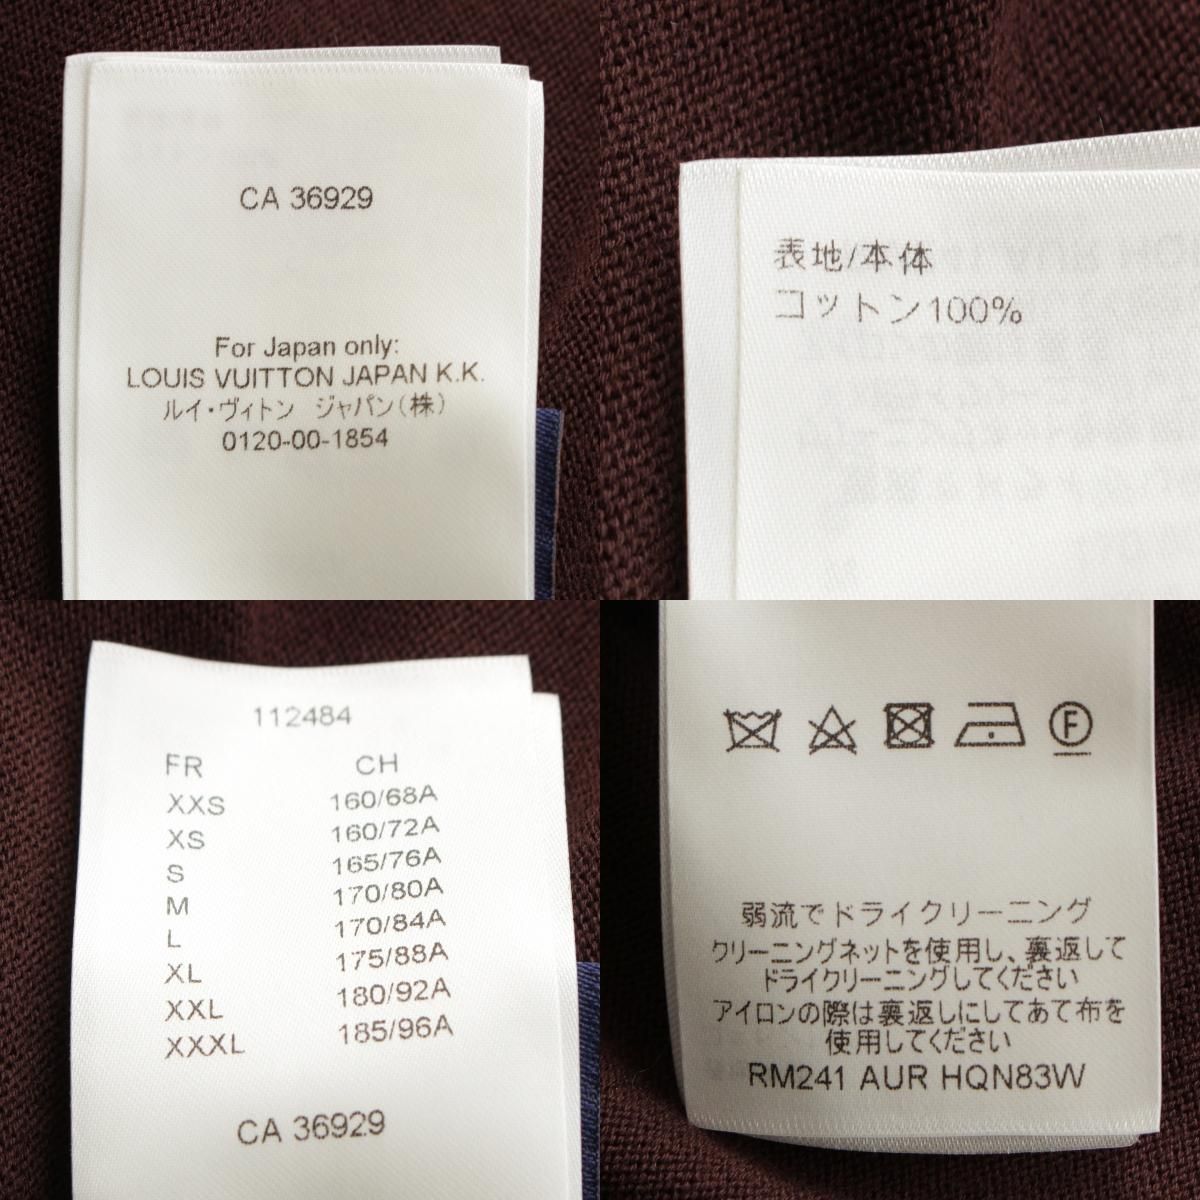 CA 36929
For Japan only:
LOUIS VUITTON JAPAN K.K.
ルイ・ヴィトン ジャパン(株)
0120-00-1854
表地/本体
コットン100%
112484
FR CH
XXS 160/68A
XS 160/72A
S 165/76A
M 170/80A
L 170/84A
XL 175/88A
XXL 180/92A
XXXL 185/96A
CA 36929
F
弱流でドライクリーニング
クリーニングネットを使用し、裏返して
ドライクリーニングしてください
アイロンの際は裏返しにしてあて布を
使用してください
RM241 AUR HQN83W